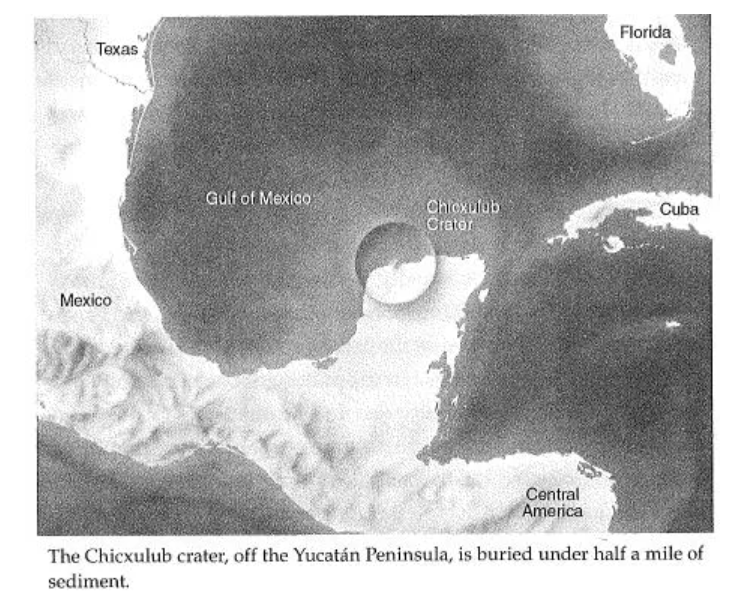 Texas
Florida
Gulf of Mexico
Chicxulub
Crater
Cuba
Mexico
Central
America
The Chicxulub crater, off the Yucatán Peninsula, is buried under half a mile of
sediment.